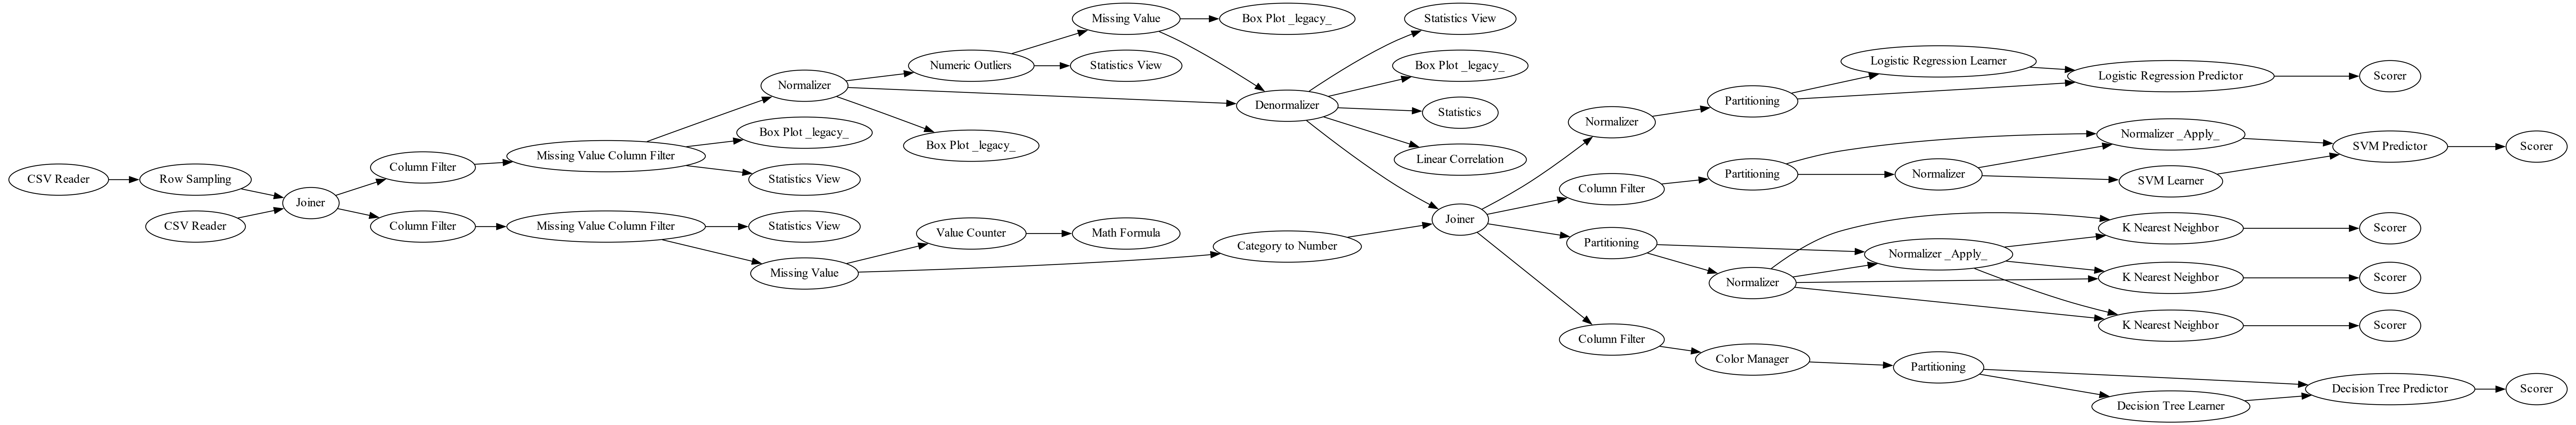 Missing Value
Box Plot _legacy_
Statistics View
Numeric Outliers
Statistics View
Box Plot _legacy_
Logistic Regression Learner
Logistic Regression Predictor
Scorer
Normalizer
Denormalizer
Statistics
Partitioning
Normalizer
Box Plot _legacy_
Box Plot _legacy_
Linear Correlation
Normalizer _Apply_
SVM Predictor
Scorer
Missing Value Column Filter
Column Filter
Statistics View
CSV Reader
Row Sampling
Joiner
Column Filter
Partitioning
Normalizer
SVM Learner
CSV Reader
Column Filter
Missing Value Column Filter
Statistics View
Value Counter
Math Formula
Category to Number
Joiner
Partitioning
K Nearest Neighbor
Scorer
Missing Value
Normalizer _Apply_
Normalizer
K Nearest Neighbor
Scorer
K Nearest Neighbor
Scorer
Column Filter
Color Manager
Partitioning
Decision Tree Predictor
Scorer
Decision Tree Learner